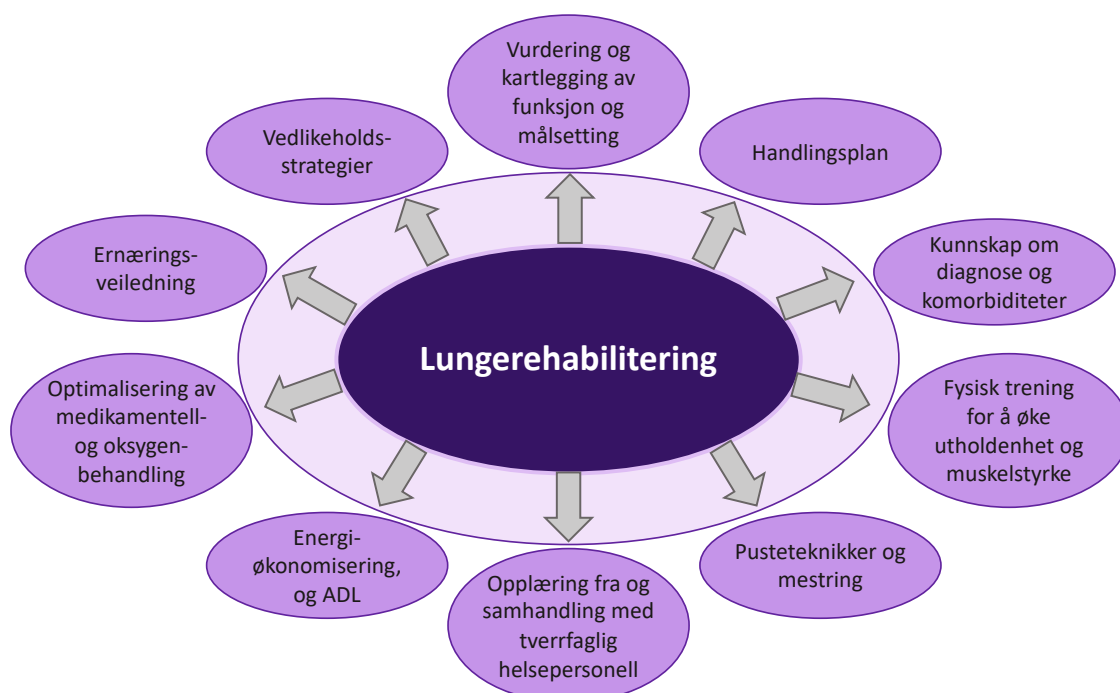 Vurdering og
kartlegging av
funksjon og
målsetting
Vedlikeholds-
strategier
Handlingsplan
Ernærings-
veiledning
Kunnskap om
diagnose og
komorbiditeter
Lungerehabilitering
Optimalisering av
medikamentell-
og oksygen-
behandling
Fysisk trening
for å øke
utholdenhet og
muskelstyrke
Energi-
økonomisering,
og ADL
Pusteteknikker og
mestring
Opplæring fra og
samhandling med
tverrfaglig
helsepersonell